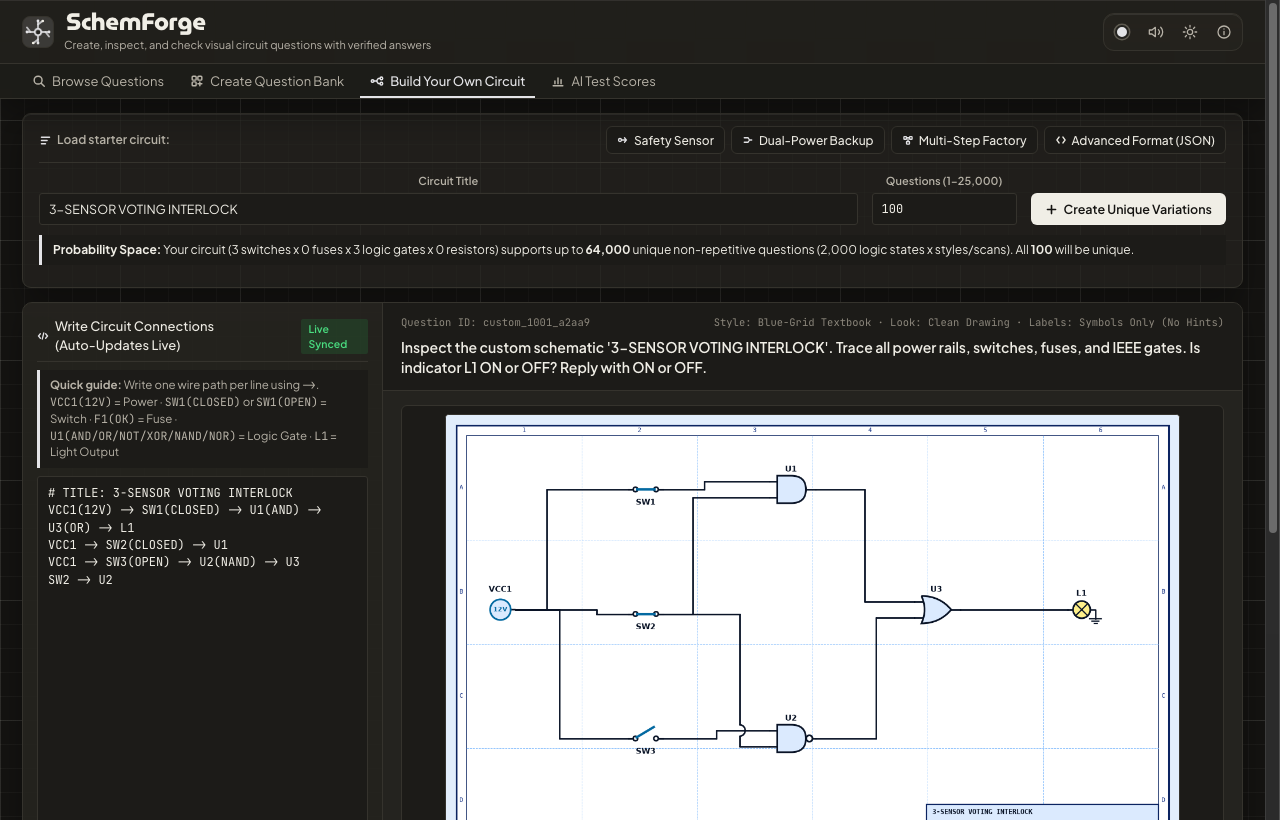 SchemForge
Create, inspect, and check visual circuit questions with verified answers
Browse Questions
Create Question Bank
Build Your Own Circuit
AI Test Scores
Load starter circuit:
Safety Sensor
Dual-Power Backup
Multi-Step Factory
Advanced Format (JSON)
Circuit Title
Questions (1–25,000)
3-SENSOR VOTING INTERLOCK
100
+ Create Unique Variations
Probability Space: Your circuit (3 switches x 0 fuses x 3 logic gates x 0 resistors) supports up to 64,000 unique non-repetitive questions (2,000 logic states x styles/scans). All 100 will be unique.
Write Circuit Connections
(Auto-Updates Live)
Live
Synced
Quick guide: Write one wire path per line using ->.
VCC1(12V) = Power · SW1(CLOSED) or SW1(OPEN) =
Switch · F1(OK) = Fuse ·
U1(AND/OR/NOT/XOR/NAND/NOR) = Logic Gate · L1 =
Light Output
# TITLE: 3-SENSOR VOTING INTERLOCK
VCC1(12V) -> SW1(CLOSED) -> U1(AND) ->
U3(OR) -> L1
VCC1 -> SW2(CLOSED) -> U1
VCC1 -> SW3(OPEN) -> U2(NAND) -> U3
SW2 -> U2
Question ID: custom_1001_a2aa9
Style: Blue-Grid Textbook · Look: Clean Drawing · Labels: Symbols Only (No Hints)
Inspect the custom schematic '3-SENSOR VOTING INTERLOCK'. Trace all power rails, switches, fuses, and IEEE gates. Is
indicator L1 ON or OFF? Reply with ON or OFF.
1 2 3 4 5 6
A A
U1
SW1
B B
VCC1
12V
SW2
U3
L1
C C
U2
SW3
D D
3-SENSOR VOTING INTERLOCK